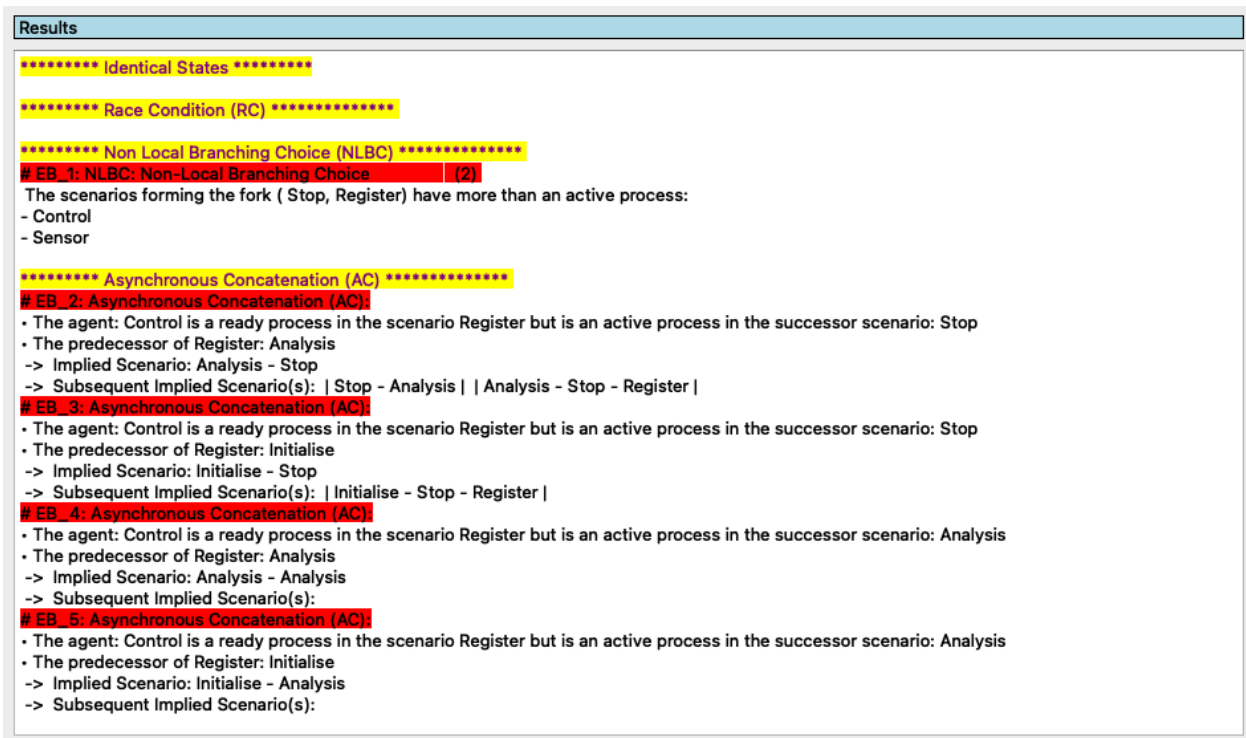 Results
********* Identical States *********
********* Race Condition (RC) **************
********* Non Local Branching Choice (NLBC) **************
# EB_1: NLBC: Non-Local Branching Choice (2)
The scenarios forming the fork ( Stop, Register) have more than an active process:
- Control
- Sensor
********* Asynchronous Concatenation (AC) **************
# EB_2: Asynchronous Concatenation (AC):
• The agent: Control is a ready process in the scenario Register but is an active process in the successor scenario: Stop
• The predecessor of Register: Analysis
-> Implied Scenario: Analysis - Stop
-> Subsequent Implied Scenario(s): | Stop - Analysis | | Analysis - Stop - Register |
# EB_3: Asynchronous Concatenation (AC):
• The agent: Control is a ready process in the scenario Register but is an active process in the successor scenario: Stop
• The predecessor of Register: Initialise
-> Implied Scenario: Initialise - Stop
-> Subsequent Implied Scenario(s): | Initialise - Stop - Register |
# EB_4: Asynchronous Concatenation (AC):
• The agent: Control is a ready process in the scenario Register but is an active process in the successor scenario: Analysis
• The predecessor of Register: Analysis
-> Implied Scenario: Analysis - Analysis
-> Subsequent Implied Scenario(s):
# EB_5: Asynchronous Concatenation (AC):
• The agent: Control is a ready process in the scenario Register but is an active process in the successor scenario: Analysis
• The predecessor of Register: Initialise
-> Implied Scenario: Initialise - Analysis
-> Subsequent Implied Scenario(s):